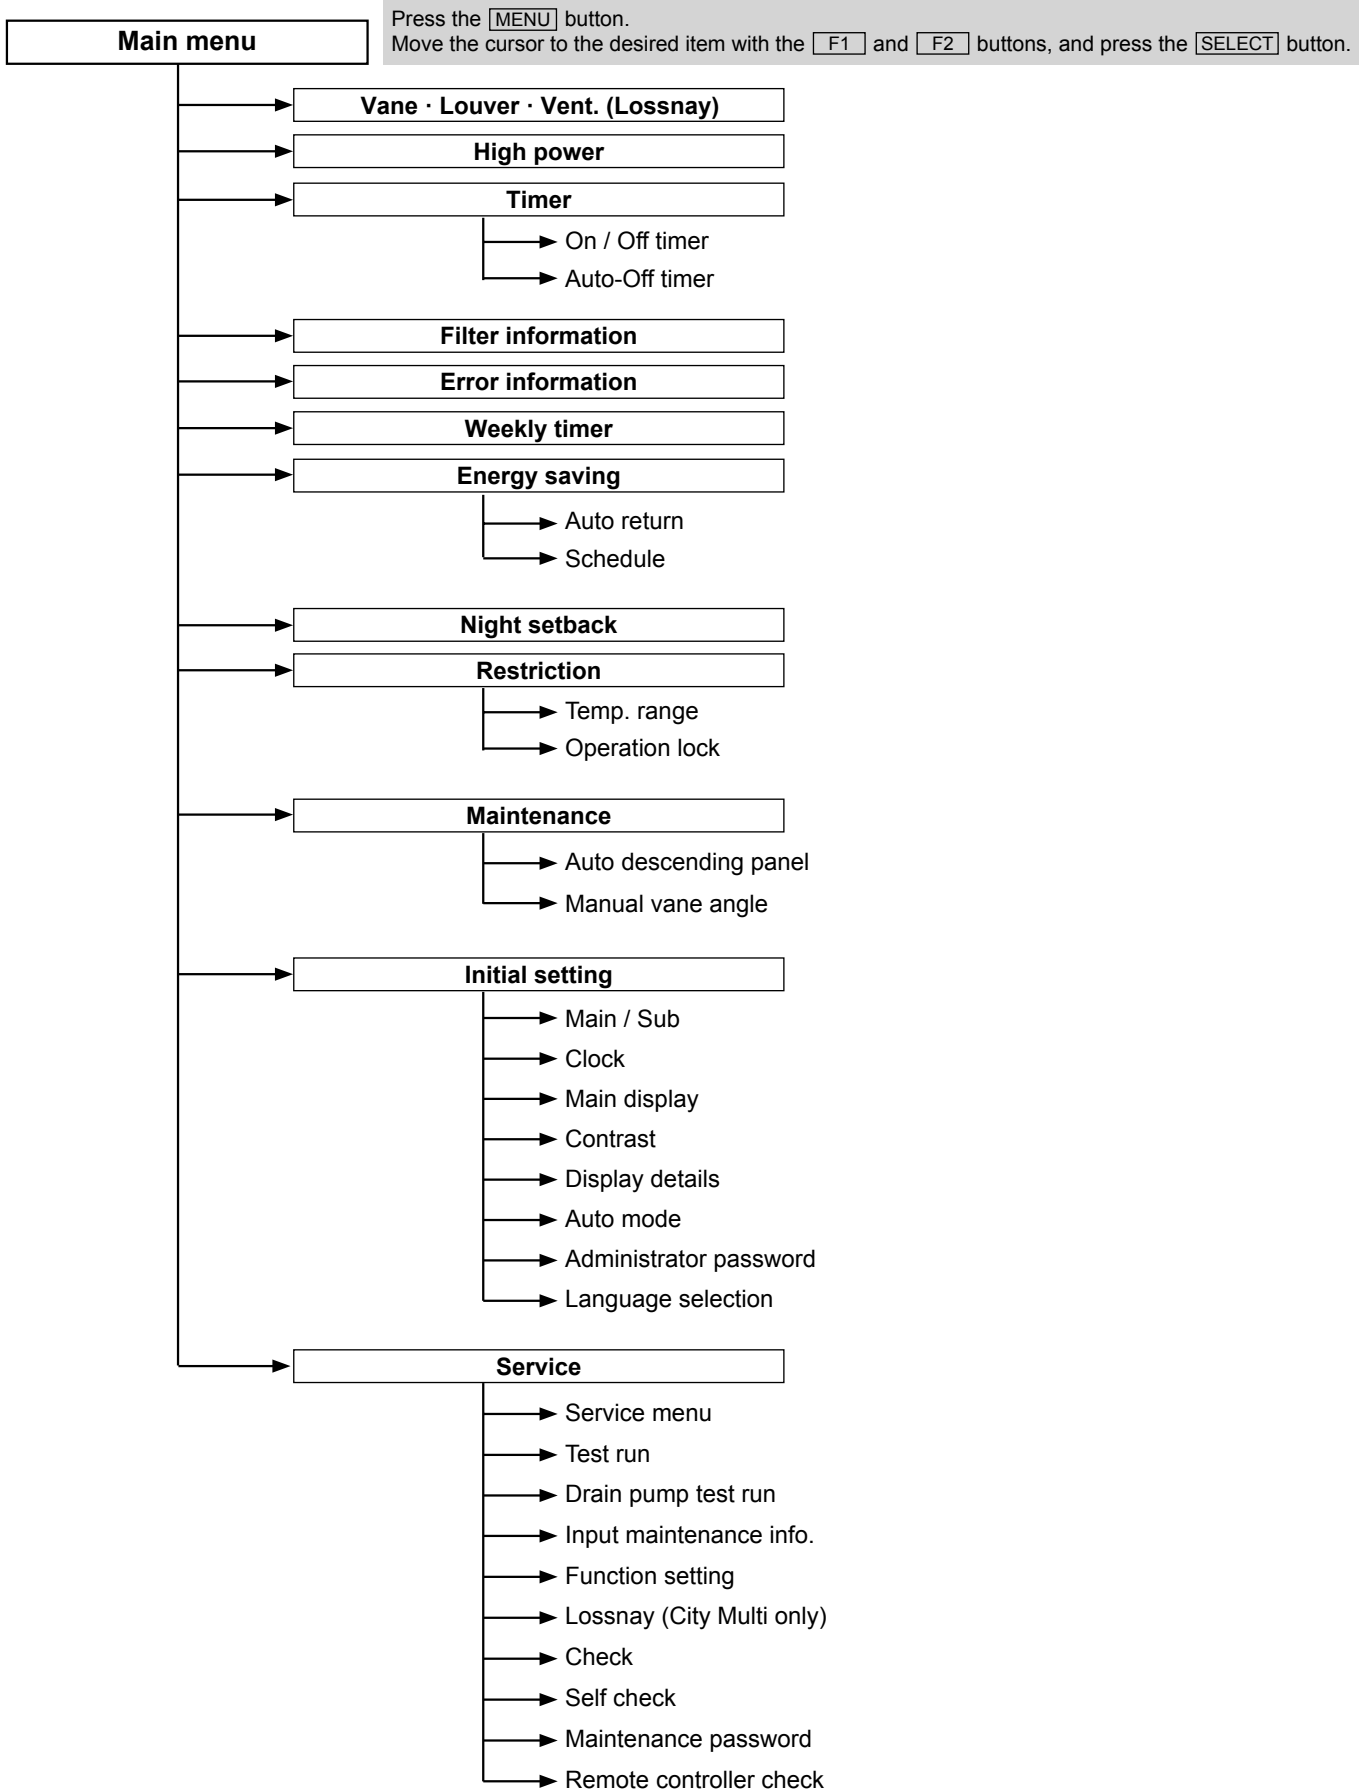 Main menu
Press the MENU button.
Move the cursor to the desired item with the F1 and F2 buttons, and press the SELECT button.
Vane · Louver · Vent. (Lossnay)
High power
Timer
On / Off timer
Auto-Off timer
Filter information
Error information
Weekly timer
Energy saving
Auto return
Schedule
Night setback
Restriction
Temp. range
Operation lock
Maintenance
Auto descending panel
Manual vane angle
Initial setting
Main / Sub
Clock
Main display
Contrast
Display details
Auto mode
Administrator password
Language selection
Service
Service menu
Test run
Drain pump test run
Input maintenance info.
Function setting
Lossnay (City Multi only)
Check
Self check
Maintenance password
Remote controller check